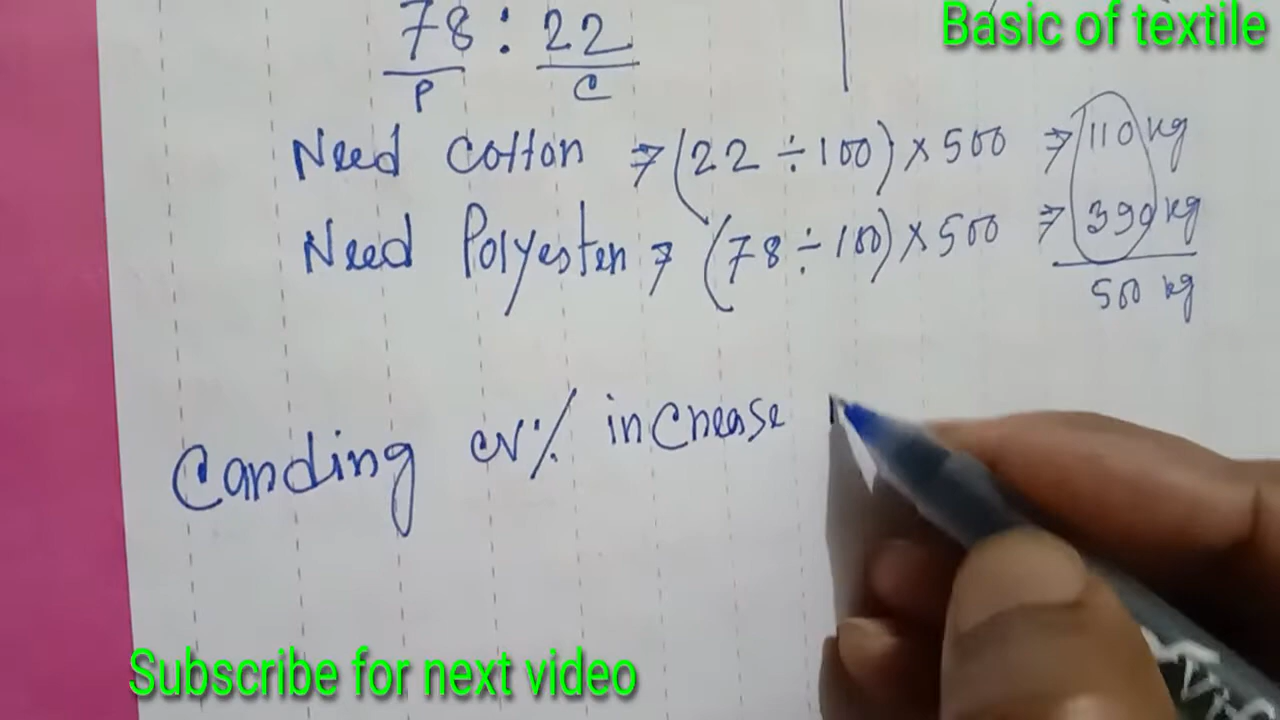 Basic of textile
78 : 22
P C
Need Cotton ⇒ (22 ÷ 100) × 500 ⇒ 110 kg
Need Polyester ⇒ (78 ÷ 100) × 500 ⇒ 390 kg
500 kg
Carding CV% increase
Subscribe for next video